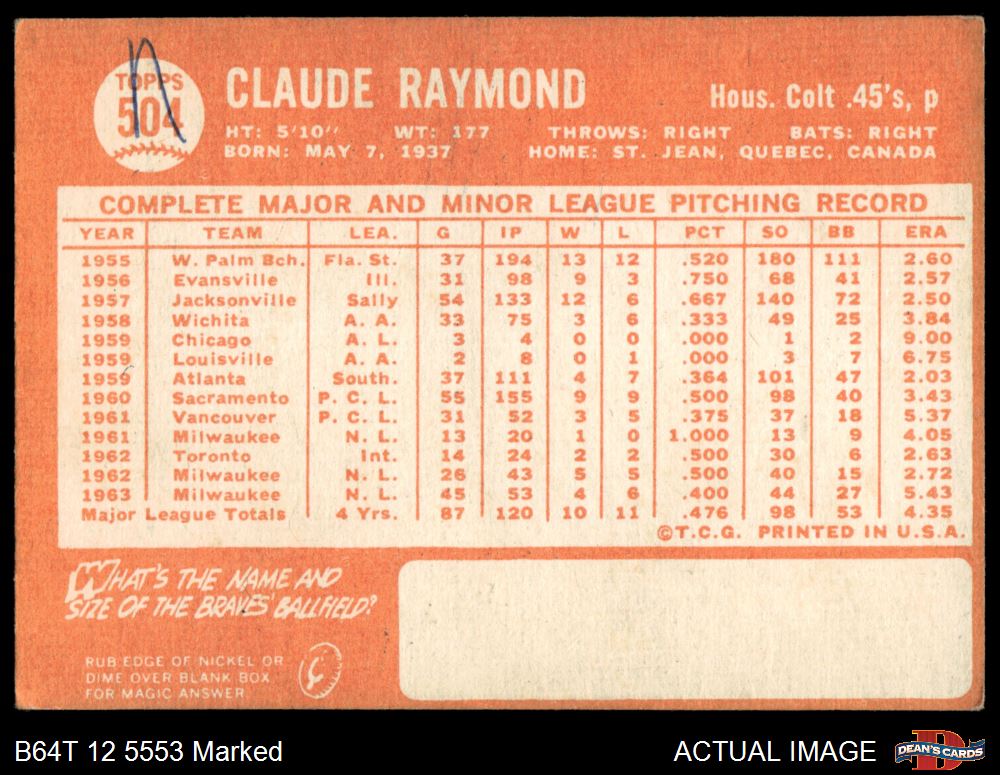 TOPPS
504
CLAUDE RAYMOND
Hous. Colt .45's, p
HT: 5'10" WT: 177 THROWS: RIGHT BATS: RIGHT
BORN: MAY 7, 1937 HOME: ST. JEAN, QUEBEC, CANADA
COMPLETE MAJOR AND MINOR LEAGUE PITCHING RECORD
YEAR TEAM LEA. G IP W L PCT SO BB ERA
1955 W. Palm Bch. Fla. St. 37 194 13 12 .520 180 111 2.60
1956 Evansville Ill. 31 98 9 3 .750 68 41 2.57
1957 Jacksonville Sally 54 133 12 6 .667 140 72 2.50
1958 Wichita A. A. 33 75 3 6 .333 49 25 3.84
1959 Chicago A. L. 3 4 0 0 .000 1 2 9.00
1959 Louisville A. A. 2 8 0 1 .000 3 7 6.75
1959 Atlanta South. 37 111 4 7 .364 101 47 2.03
1960 Sacramento P. C. L. 55 155 9 9 .500 98 40 3.43
1961 Vancouver P. C. L. 31 52 3 5 .375 37 18 5.37
1961 Milwaukee N. L. 13 20 1 0 1.000 13 9 4.05
1962 Toronto Int. 14 24 2 2 .500 30 6 2.63
1962 Milwaukee N. L. 26 43 5 5 .500 40 15 2.72
1963 Milwaukee N. L. 45 53 4 6 .400 44 27 5.43
Major League Totals 4 Yrs. 87 120 10 11 .476 98 53 4.35
©T.C.G. PRINTED IN U.S.A.
WHAT'S THE NAME AND
SIZE OF THE BRAVES' BALLFIELD?
RUB EDGE OF NICKEL OR
DIME OVER BLANK BOX
FOR MAGIC ANSWER
B64T 12 5553 Marked
ACTUAL IMAGE
DEAN'S CARDS